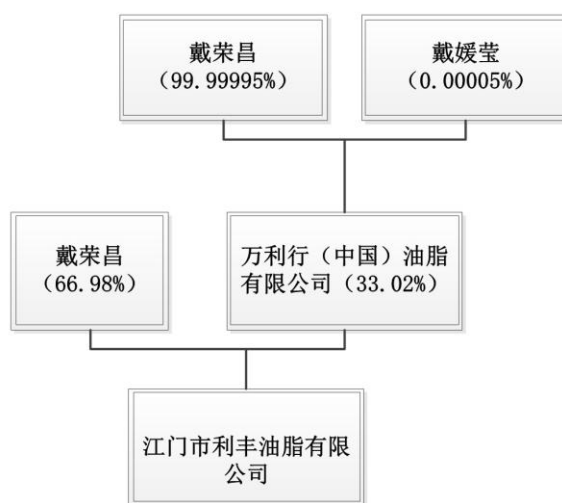 戴荣昌
（99.99995%）
戴媛莹
（0.00005%）
戴荣昌
（66.98%）
万利行（中国）油脂
有限公司（33.02%）
江门市利丰油脂有限
公司